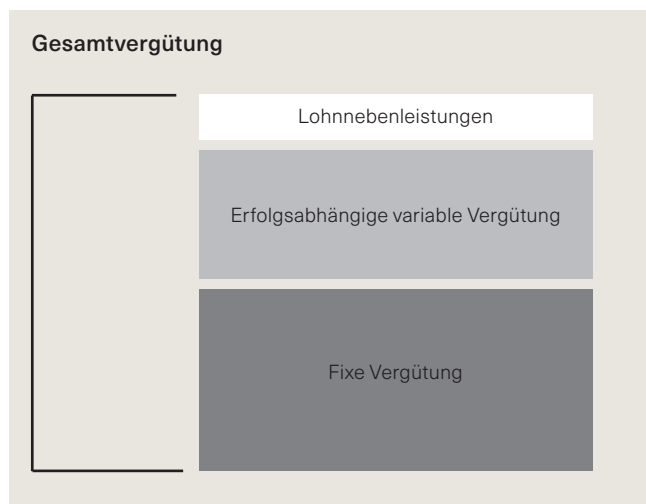 Gesamtvergütung
Lohnnebenleistungen
Erfolgsabhängige variable Vergütung
Fixe Vergütung